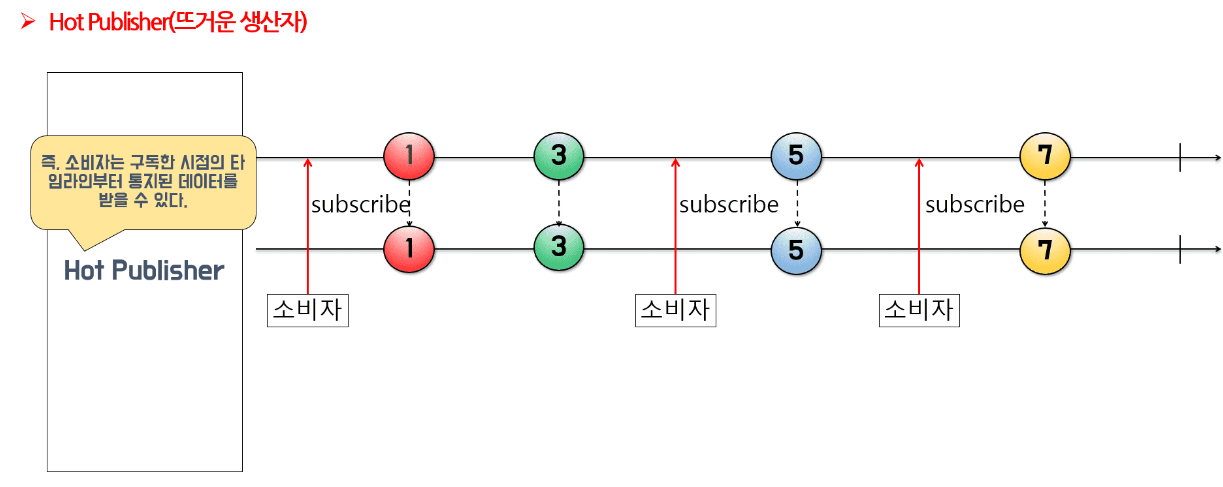 ➢ Hot Publisher(뜨거운 생산자)
즉, 소비자는 구독한 시점의 타
임라인부터 통지된 데이터를
받을 수 있다.
Hot Publisher
1 3 5 7
subscribe subscribe subscribe
1 3 5 7
소비자 소비자 소비자